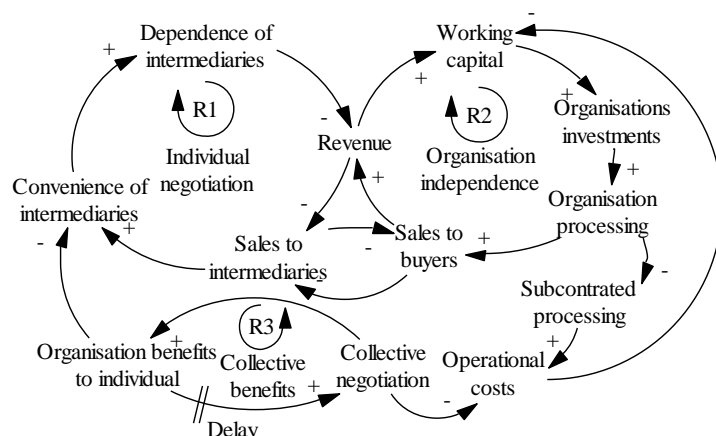 Dependence of
intermediaries
Working
capital
-
+
-
+
+
R1
R2
Organisations
investments
-
Revenue
Individual
negotiation
Organisation
independence
+
+
Convenience of
intermediaries
Organisation
processing
-
-
+
Sales to
intermediaries
-
Sales to
buyers
+
-
-
Subcontrated
processing
R3
+
+
Organisation benefits
to individual
Collective
benefits
+
Collective
negotiation
Operational
costs
-
Delay